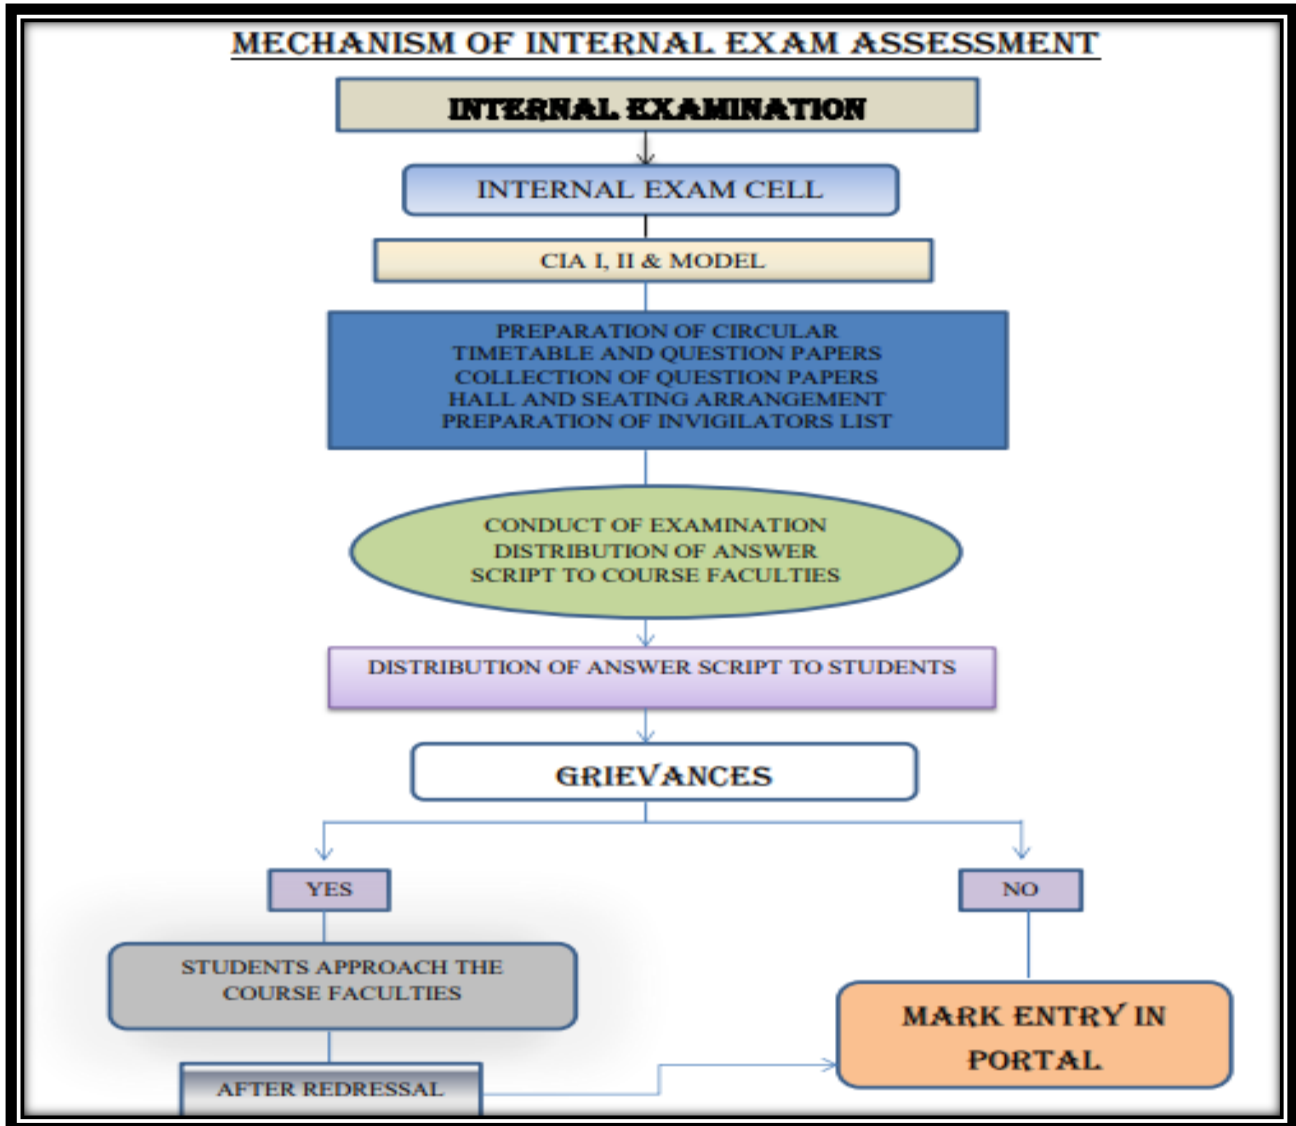 MECHANISM OF INTERNAL EXAM ASSESSMENT
INTERNAL EXAMINATION
INTERNAL EXAM CELL
CIA I, II & MODEL
PREPARATION OF CIRCULAR
TIMETABLE AND QUESTION PAPERS
COLLECTION OF QUESTION PAPERS
HALL AND SEATING ARRANGEMENT
PREPARATION OF INVIGILATORS LIST
CONDUCT OF EXAMINATION
DISTRIBUTION OF ANSWER
SCRIPT TO COURSE FACULTIES
DISTRIBUTION OF ANSWER SCRIPT TO STUDENTS
GRIEVANCES
YES
NO
STUDENTS APPROACH THE
COURSE FACULTIES
MARK ENTRY IN
PORTAL
AFTER REDRESSAL